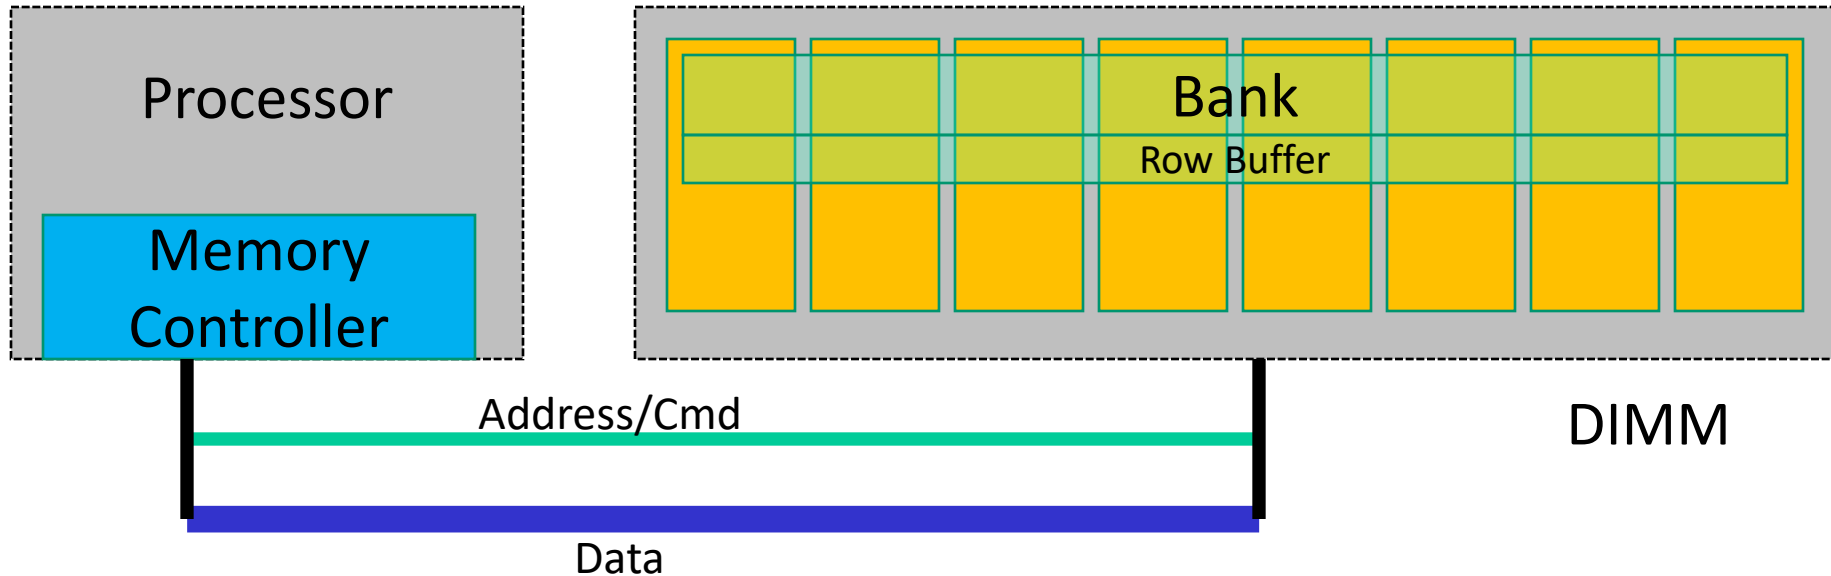 Processor
Memory
Controller
Bank
Row Buffer
Address/Cmd
Data
DIMM